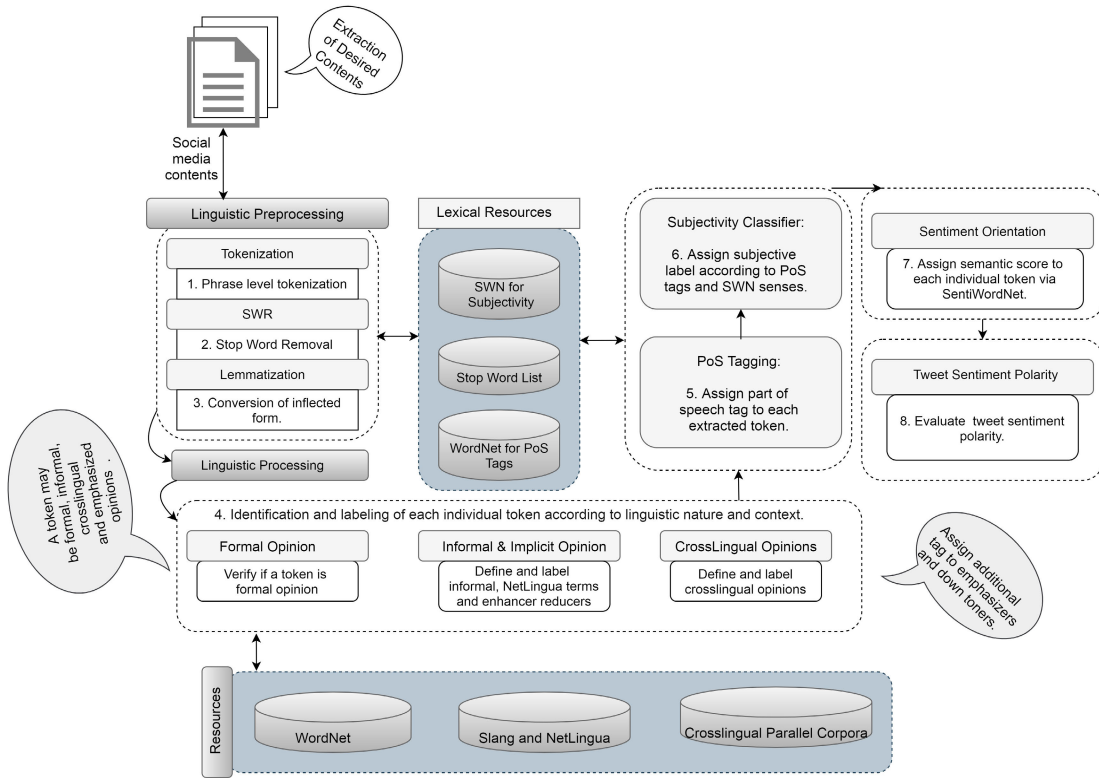 Extraction
of Desired
Contents
Social
media
contents
Linguistic Preprocessing
Tokenization
1. Phrase level tokenization
SWR
2. Stop Word Removal
Lemmatization
3. Conversion of inflected
form.
Lexical Resources
SWN for
Subjectivity
Stop Word List
WordNet for PoS
Tags
Subjectivity Classifier:
6. Assign subjective
label according to PoS
tags and SWN senses.
PoS Tagging:
5. Assign part of
speech tag to each
extracted token.
Sentiment Orientation
7. Assign semantic score to
each individual token via
SentiWordNet.
Tweet Sentiment Polarity
8. Evaluate tweet sentiment
polarity.
Linguistic Processing
A token may
be formal, informal,
crosslingual
and emphasized
opinions .
4. Identification and labeling of each individual token according to linguistic nature and context.
Formal Opinion
Verify if a token is
formal opinion
Informal & Implicit Opinion
Define and label
informal, NetLingua terms
and enhancer reducers
CrossLingual Opinions
Define and label
crosslingual opinions
Assign additional
tag to emphasizers
and down toners.
Resources
WordNet
Slang and NetLingua
Crosslingual Parallel Corpora